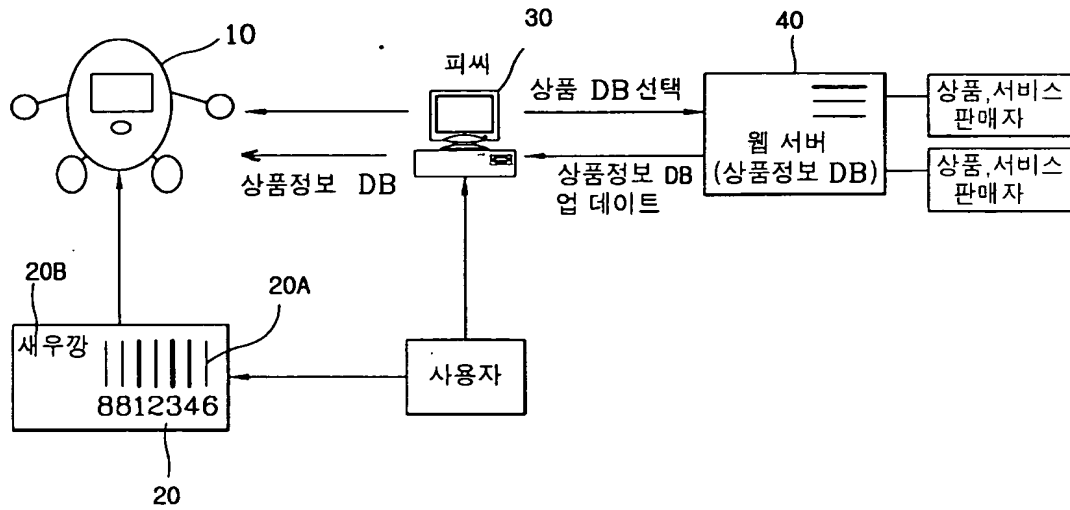 10
30
40
피씨
상품 DB 선택
상품,서비스
판매자
웹 서버
(상품정보 DB)
상품정보 DB
상품정보 DB
업 데이트
상품,서비스
판매자
20B
20A
새우깡
8812346
사용자
20